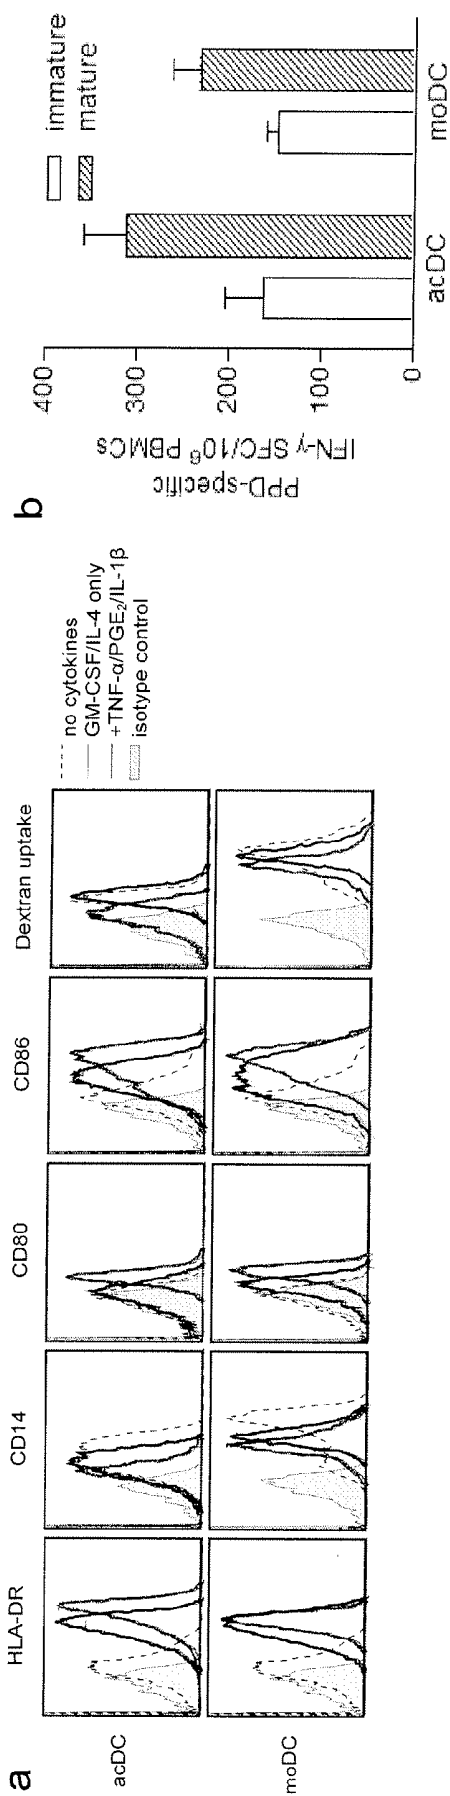 a
HLA-DR CD14 CD80 CD86 Dextran uptake
acDC
moDC
no cytokines
GM-CSF/IL-4 only
+TNF-α/PGE₂/IL-1β
isotype control
b
PPD-specific
IFN-γ SFC/10⁶ PBMCs
400
300
200
100
0
immature
mature
acDC moDC